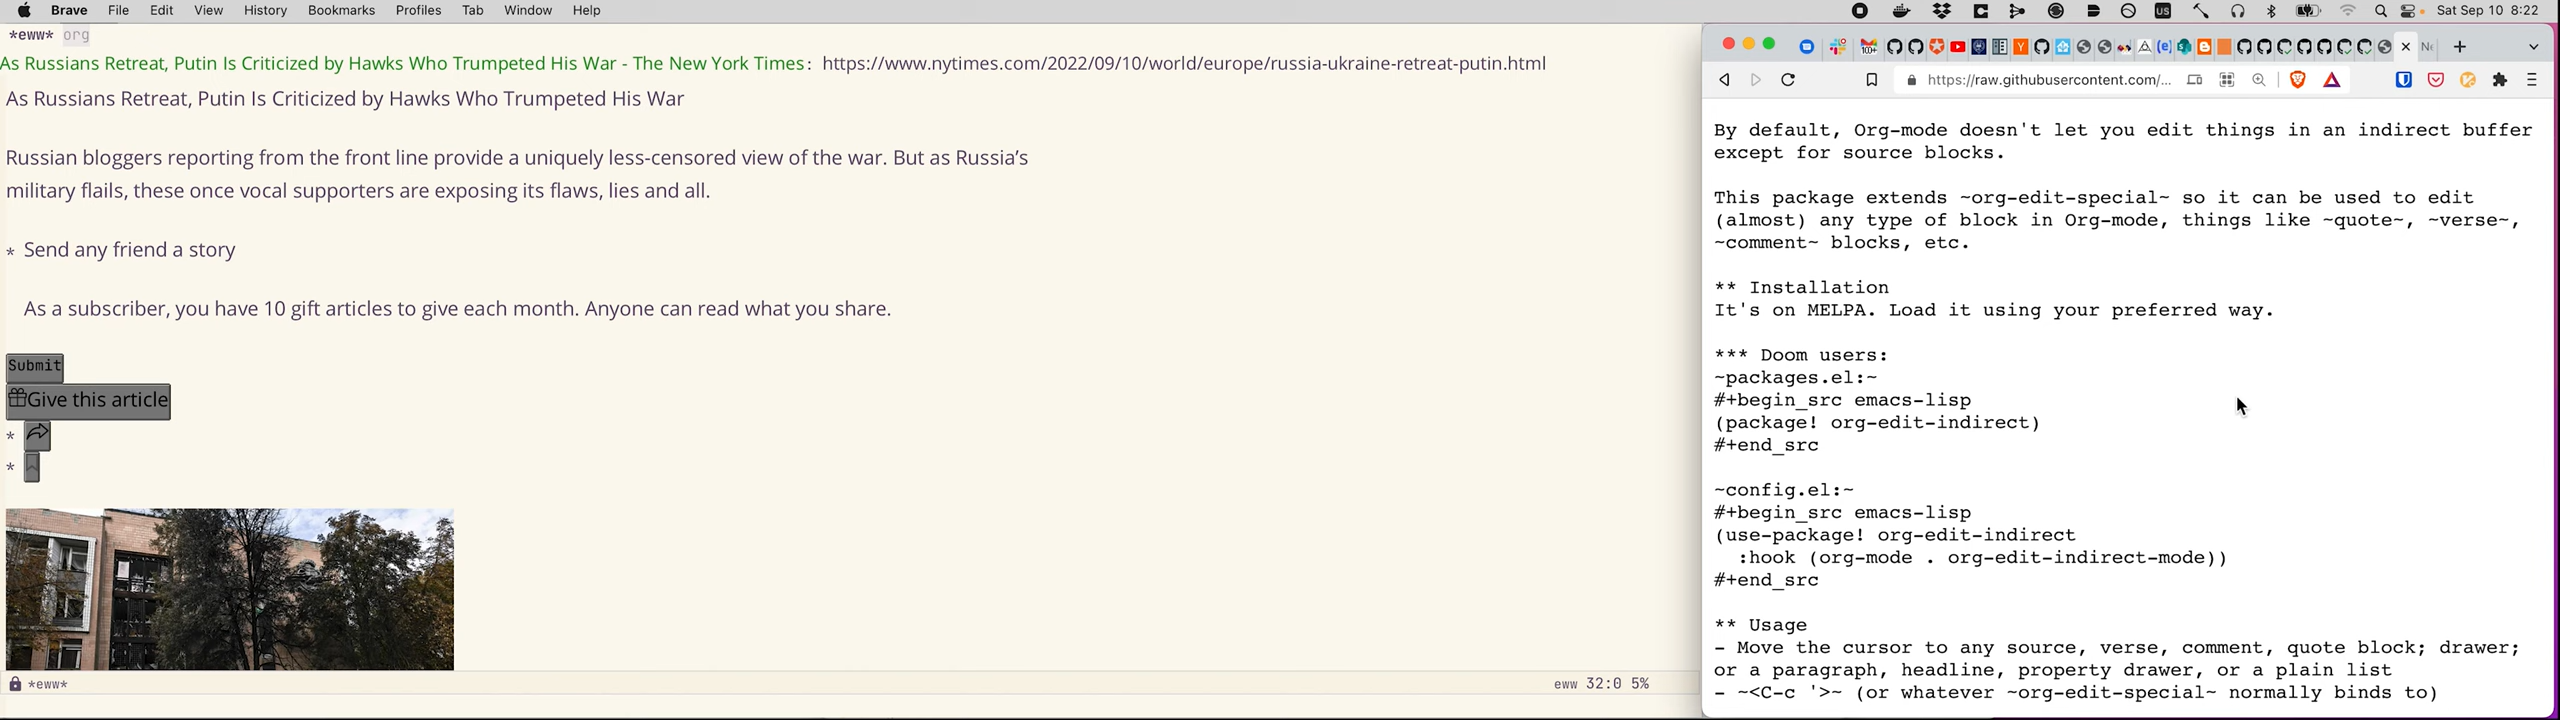 Brave File Edit View History Bookmarks Profiles Tab Window Help
US
Sat Sep 10 8:22
*eww* org
As Russians Retreat, Putin Is Criticized by Hawks Who Trumpeted His War - The New York Times: https://www.nytimes.com/2022/09/10/world/europe/russia-ukraine-retreat-putin.html
As Russians Retreat, Putin Is Criticized by Hawks Who Trumpeted His War
Russian bloggers reporting from the front line provide a uniquely less-censored view of the war. But as Russia’s
military flails, these once vocal supporters are exposing its flaws, lies and all.
* Send any friend a story
As a subscriber, you have 10 gift articles to give each month. Anyone can read what you share.
Submit
Give this article
*
*
*eww*
eww 32:0 5%
https://raw.githubusercontent.com/...
By default, Org-mode doesn't let you edit things in an indirect buffer
except for source blocks.
This package extends ~org-edit-special~ so it can be used to edit
(almost) any type of block in Org-mode, things like ~quote~, ~verse~,
~comment~ blocks, etc.
** Installation
It's on MELPA. Load it using your preferred way.
*** Doom users:
~packages.el:~
#+begin_src emacs-lisp
(package! org-edit-indirect)
#+end_src
~config.el:~
#+begin_src emacs-lisp
(use-package! org-edit-indirect
:hook (org-mode . org-edit-indirect-mode))
#+end_src
** Usage
- Move the cursor to any source, verse, comment, quote block; drawer;
or a paragraph, headline, property drawer, or a plain list
- ~<C-c '>~ (or whatever ~org-edit-special~ normally binds to)